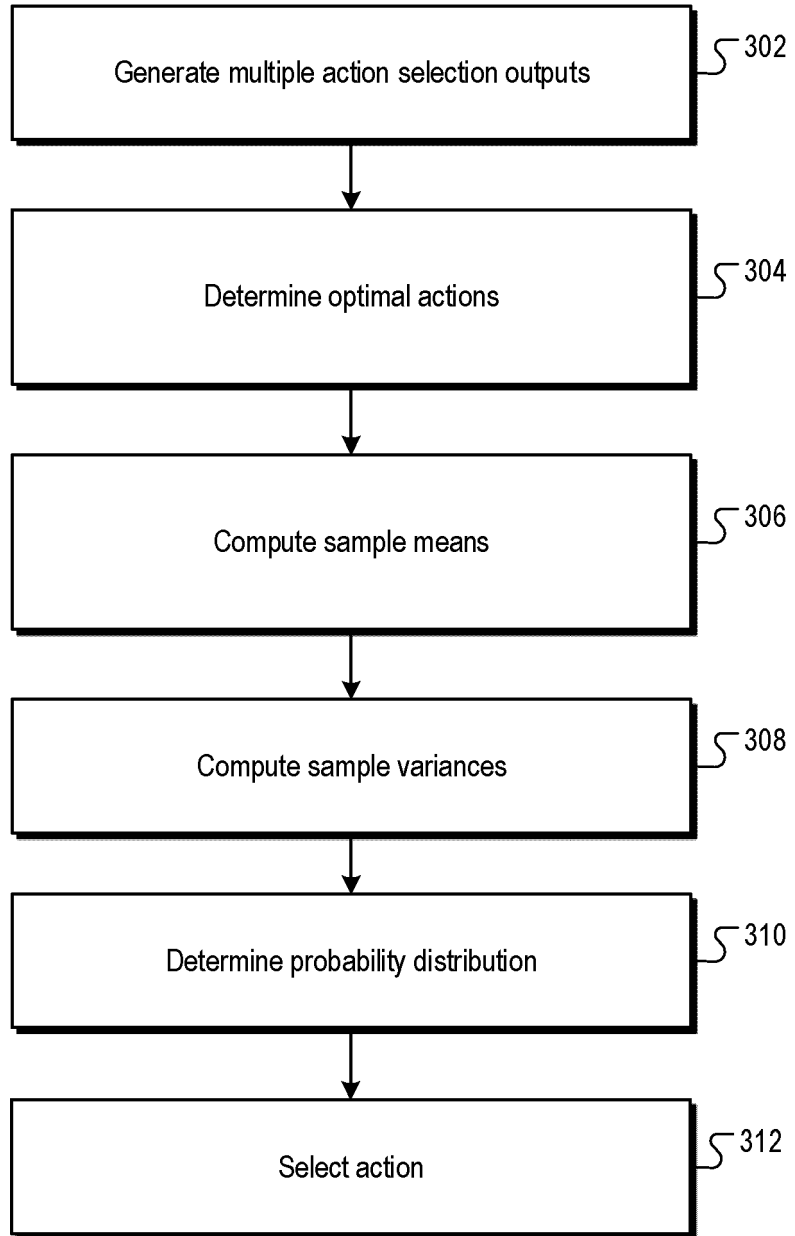 Generate multiple action selection outputs
302
Determine optimal actions
304
Compute sample means
306
Compute sample variances
308
Determine probability distribution
310
Select action
312